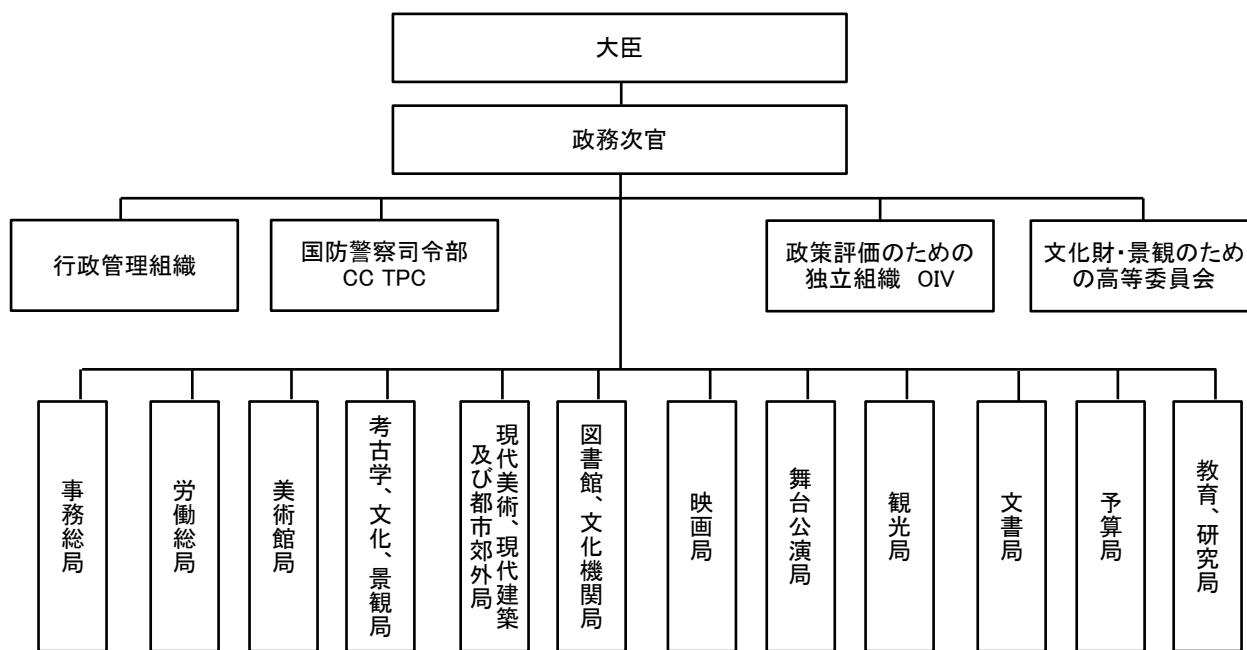 大臣
政務次官
行政管理組織
国防警察司令部
CC TPC
政策評価のための
独立組織 OIV
文化財・景観のため
の高等委員会
事務総局
労働総局
美術館局
考古学、文化、景観局
現代美術、現代建築
及び都市郊外局
図書館、文化機関局
映画局
舞台公演局
観光局
文書局
予算局
教育、研究局